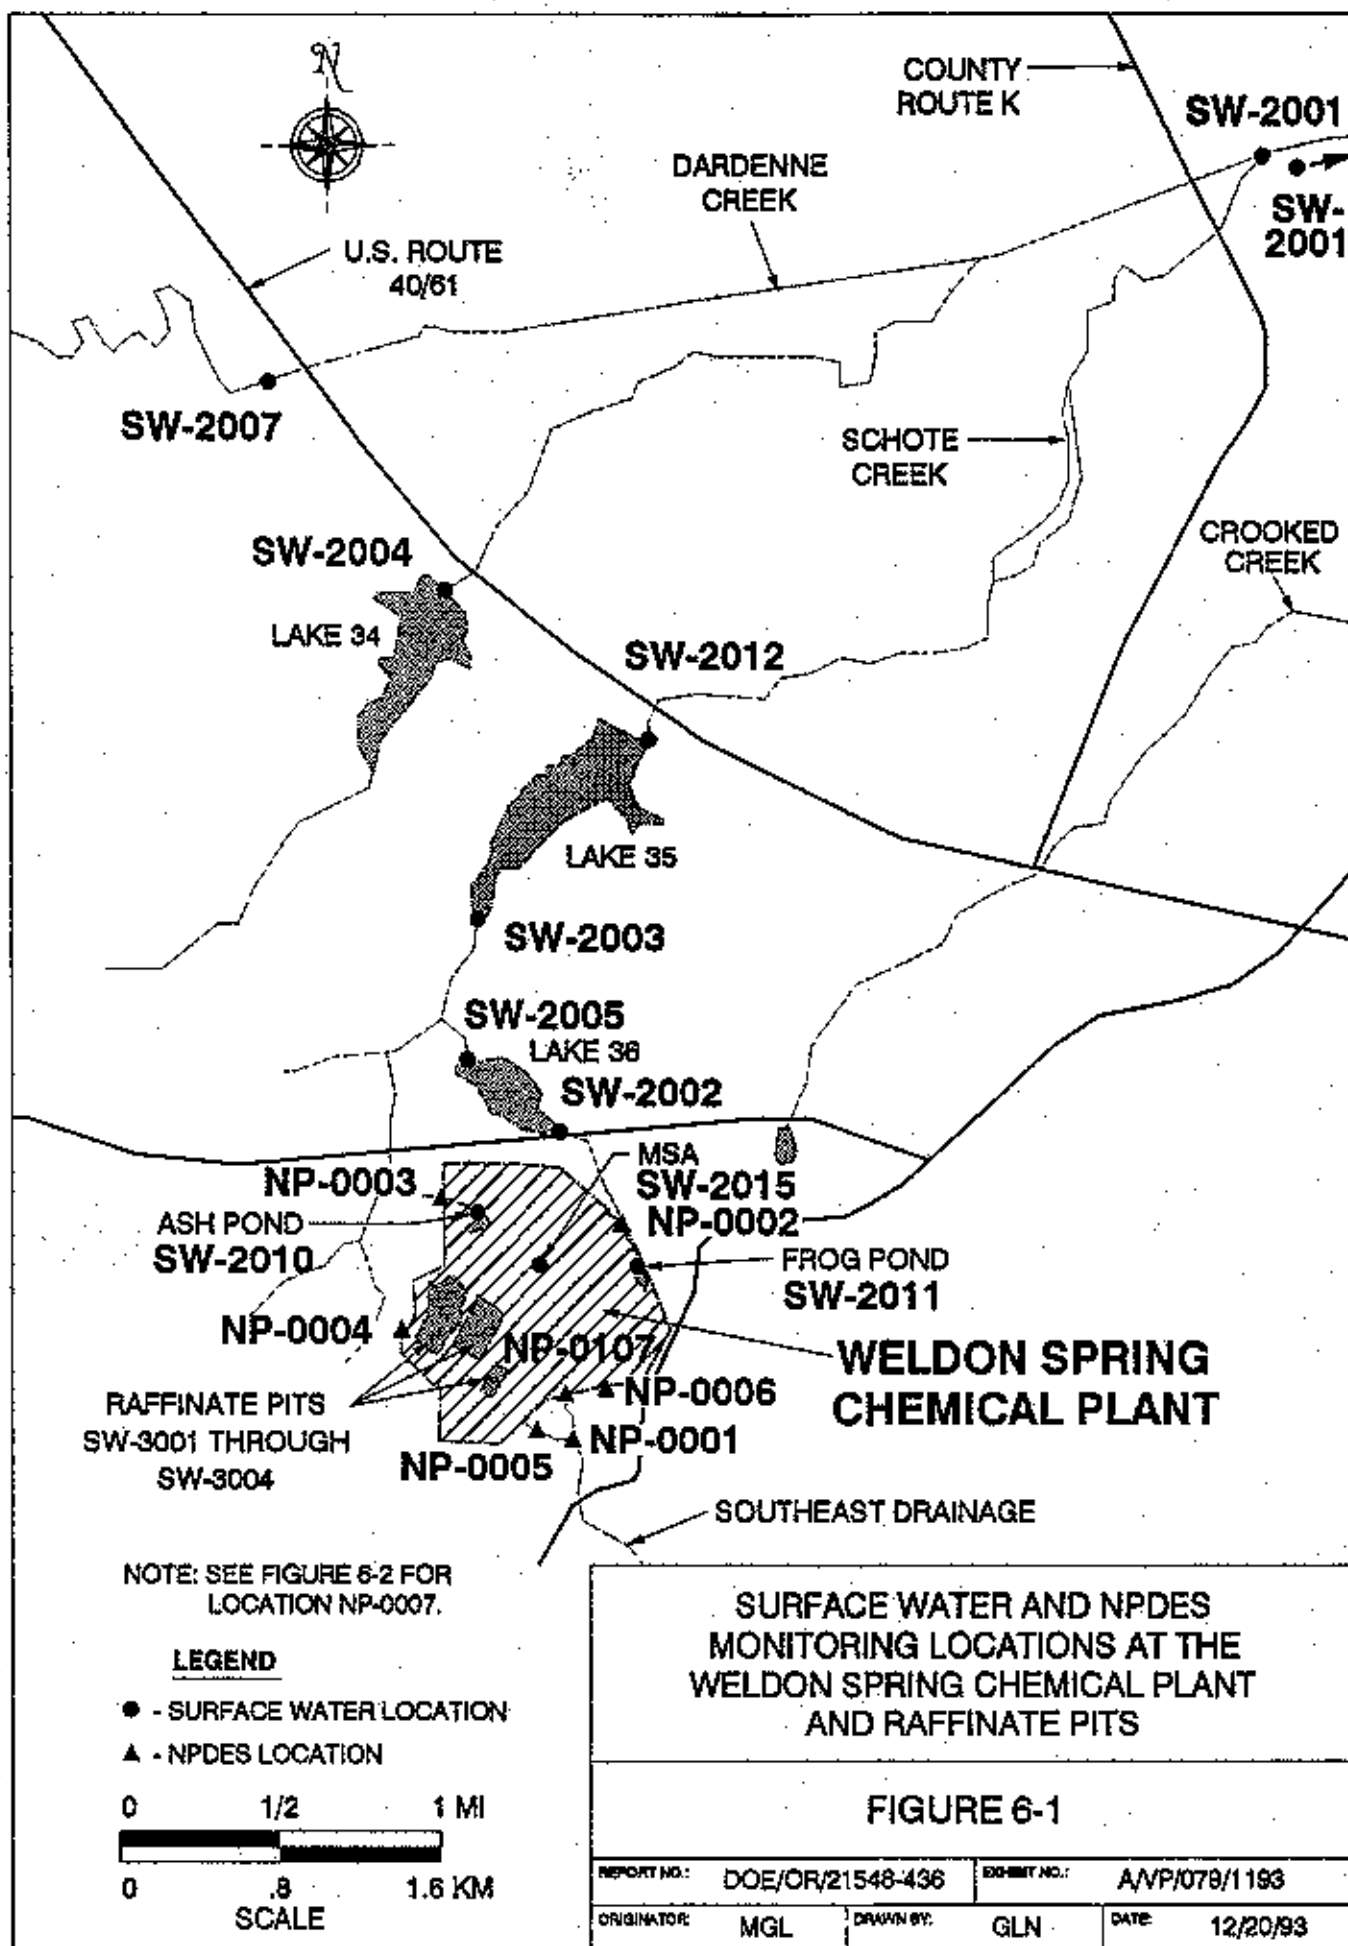 N
COUNTY
ROUTE K
SW-2001
DARDENNE
CREEK
SW-
2001
U.S. ROUTE
40/61
SW-2007
SCHOTE
CREEK
CROOKED
CREEK
SW-2004
LAKE 34
SW-2012
LAKE 35
SW-2003
SW-2005
LAKE 36
SW-2002
MSA
SW-2015
NP-0003
NP-0002
ASH POND
SW-2010
FROG POND
SW-2011
NP-0004
NP-0107
WELDON SPRING
CHEMICAL PLANT
NP-0006
RAFFINATE PITS
SW-3001 THROUGH
SW-3004
NP-0001
NP-0005
SOUTHEAST DRAINAGE
NOTE: SEE FIGURE 6-2 FOR
LOCATION NP-0007.
LEGEND
- SURFACE WATER LOCATION
- NPDES LOCATION
0 1/2 1 MI
0 .8 1.6 KM
SCALE
SURFACE WATER AND NPDES
MONITORING LOCATIONS AT THE
WELDON SPRING CHEMICAL PLANT
AND RAFFINATE PITS
FIGURE 6-1
REPORT NO.: DOE/OR/21548-436 EXHIBIT NO.: A/VP/079/1193
ORIGINATOR: MGL DRAWN BY: GLN DATE: 12/20/93